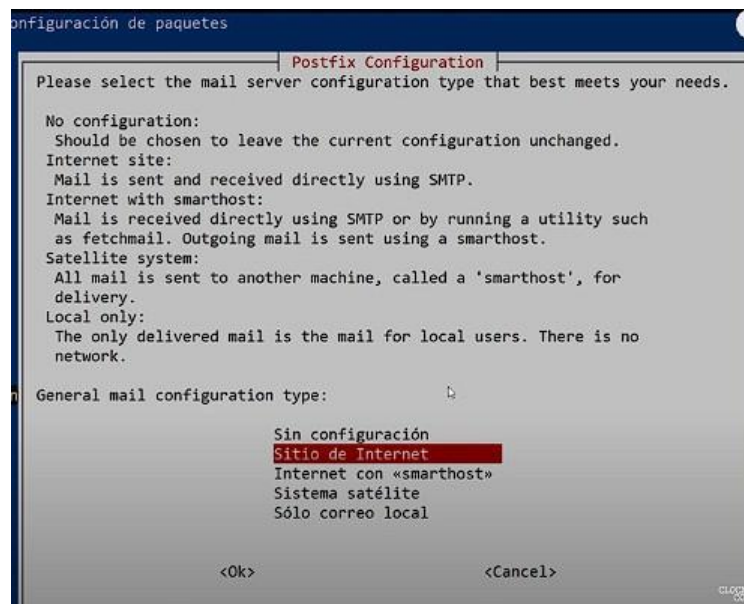 onfiguración de paquetes
Postfix Configuration
Please select the mail server configuration type that best meets your needs.
No configuration:
Should be chosen to leave the current configuration unchanged.
Internet site:
Mail is sent and received directly using SMTP.
Internet with smarthost:
Mail is received directly using SMTP or by running a utility such
as fetchmail. Outgoing mail is sent using a smarthost.
Satellite system:
All mail is sent to another machine, called a 'smarthost', for
delivery.
Local only:
The only delivered mail is the mail for local users. There is no
network.
General mail configuration type:
Sin configuración
Sitio de Internet
Internet con «smarthost»
Sistema satélite
Sólo correo local
<Ok> <Cancel>